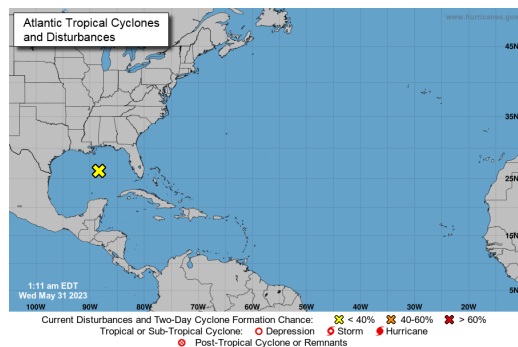 Atlantic Tropical Cyclones
and Disturbances
www.hurricanes.gov
45N
35N
25N
15N
5N
1:11 am EDT
Wed May 31 2023
100W 90W 80W 70W 60W 50W 40W 30W 20W 10W
Current Disturbances and Two-Day Cyclone Formation Chance: < 40% 40-60% > 60%
Tropical or Sub-Tropical Cyclone: Depression Storm Hurricane
Post-Tropical Cyclone or Remnants